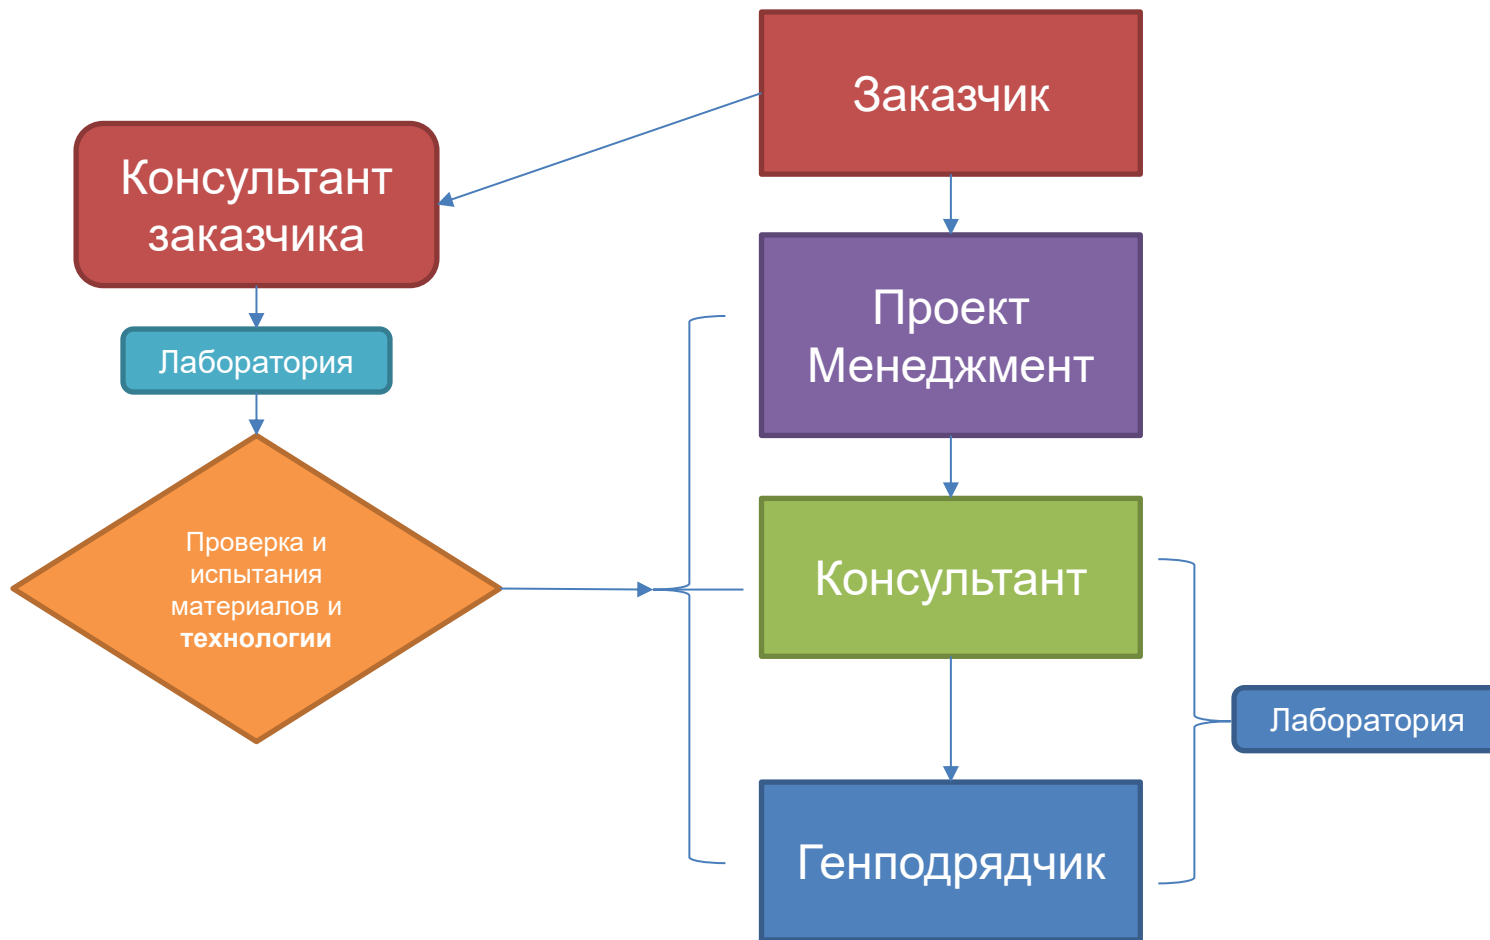 Заказчик
Консультант
заказчика
Проект
Менеджмент
Лаборатория
Проверка и
испытания
материалов и
технологии
Консультант
Лаборатория
Генподрядчик